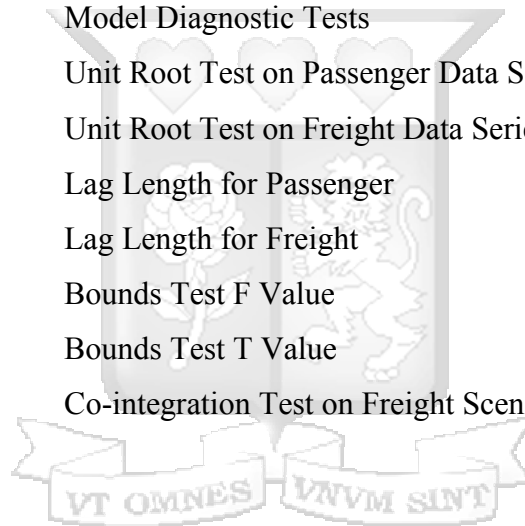 Model Diagnostic Tests
Unit Root Test on Passenger Data S
Unit Root Test on Freight Data Seri
Lag Length for Passenger
Lag Length for Freight
Bounds Test F Value
Bounds Test T Value
Co-integration Test on Freight Scen
VT OMNES VNVM SINT